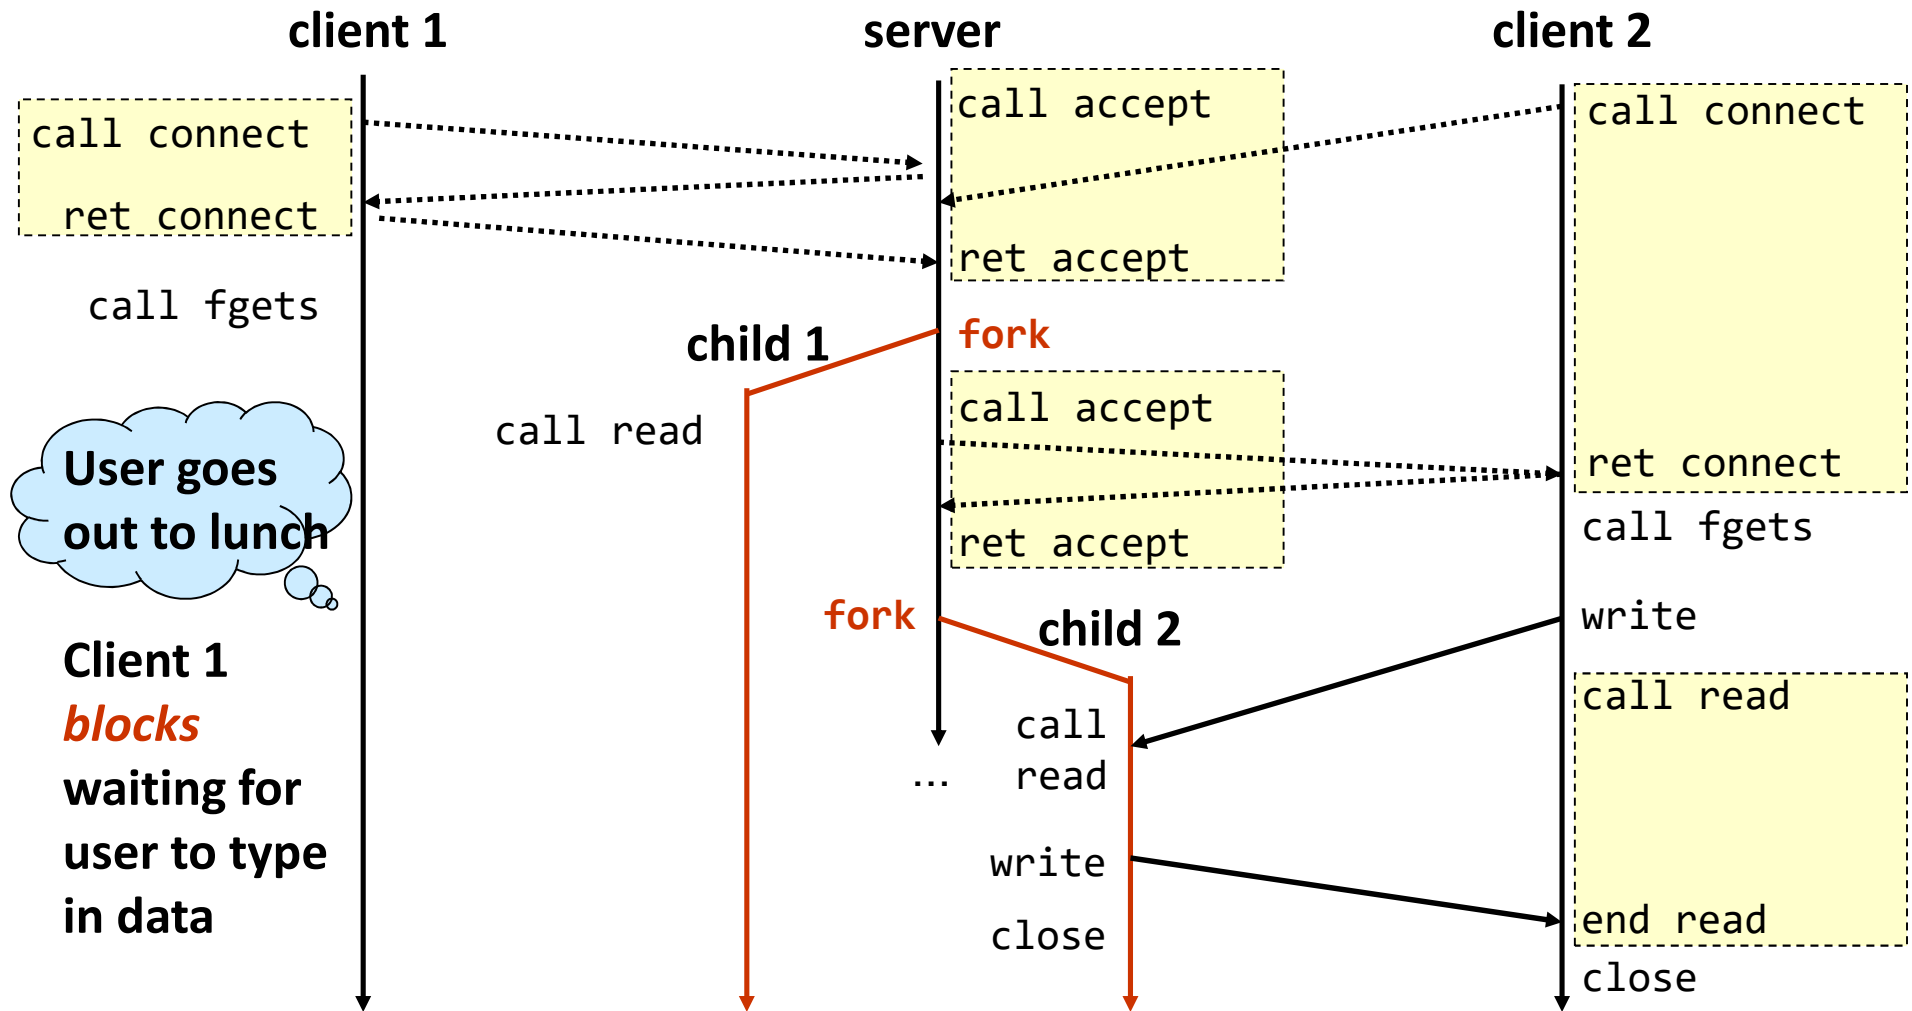 client 1
server
client 2
call connect
ret connect
call fgets
User goes
out to lunch
Client 1
blocks
waiting for
user to type
in data
child 1
call read
call accept
ret accept
fork
call accept
ret accept
fork
child 2
...
call
read
write
close
call connect
ret connect
call fgets
write
call read
end read
close